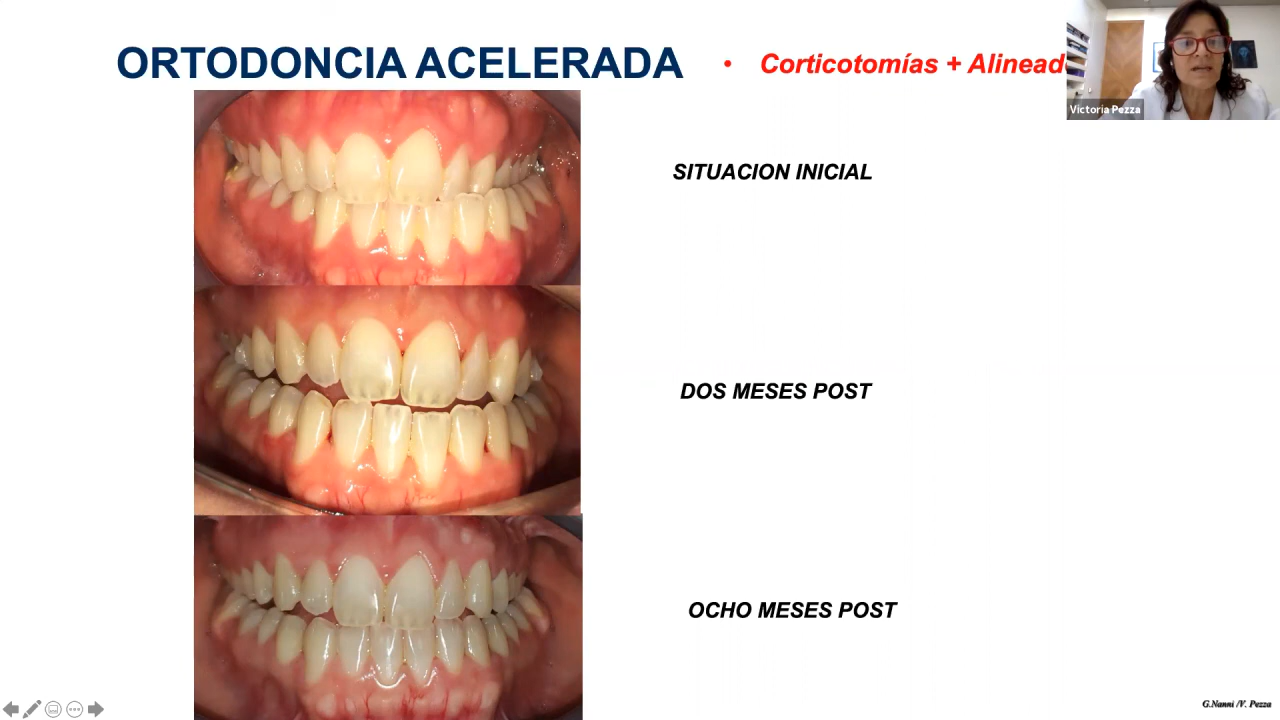 ORTODONCIA ACELERADA
• Corticotomías + Alinead
Victoria Pezza
SITUACION INICIAL
DOS MESES POST
OCHO MESES POST
G.Nanni /V. Pezza